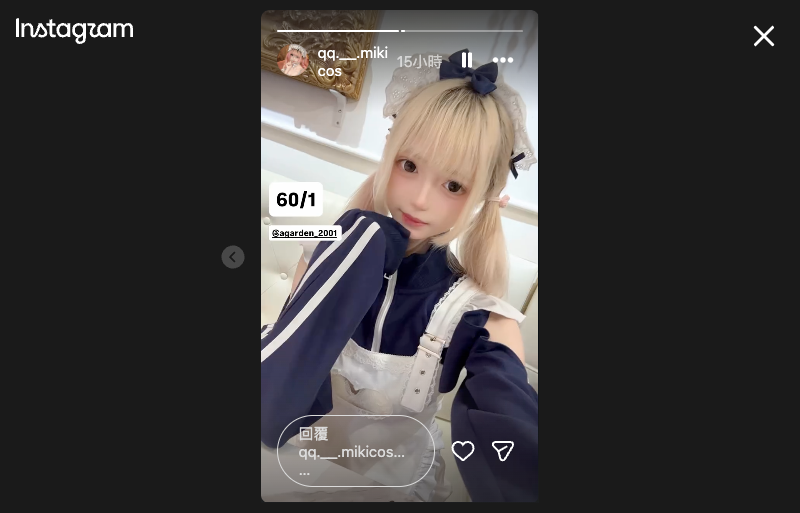 Instagram
qq.__.miki
cos
15小時
60/1
@agarden_2001
回覆
qq.__.mikicos...
...